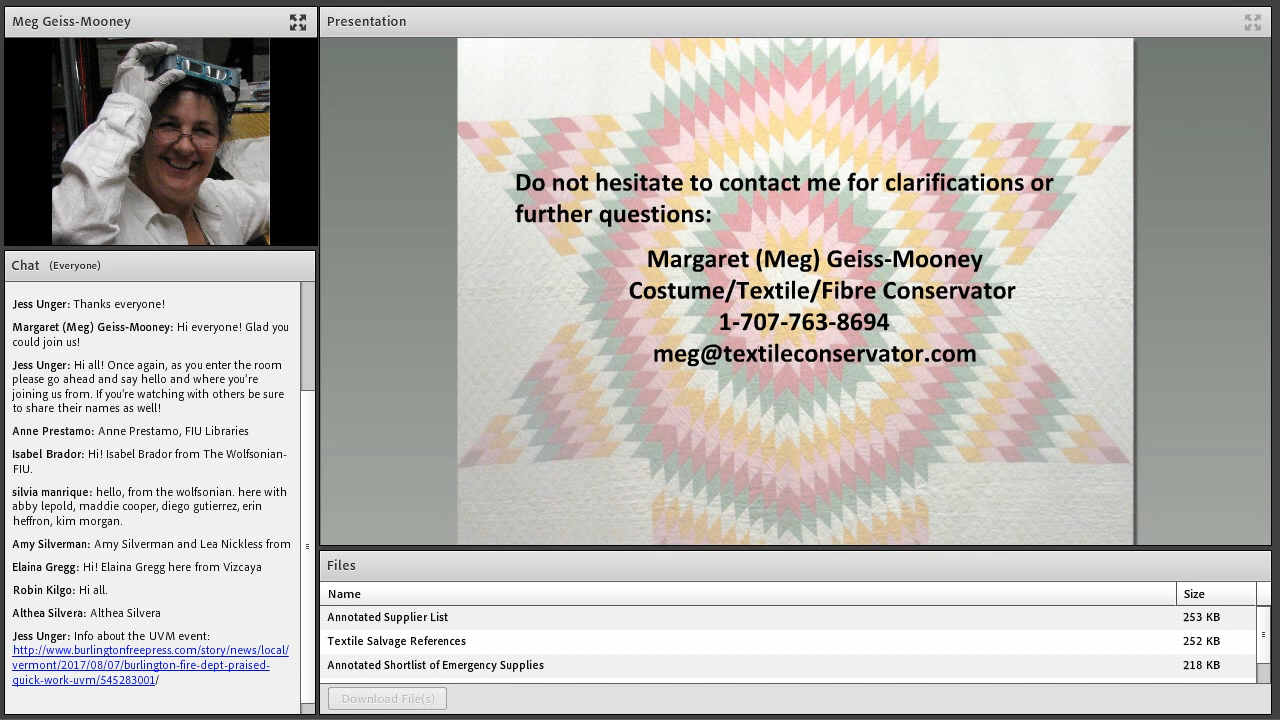 Meg Geiss-Mooney
Presentation
Do not hesitate to contact me for clarifications or
further questions:
Margaret (Meg) Geiss-Mooney
Costume/Textile/Fibre Conservator
1-707-763-8694
meg@textileconservator.com
Chat (Everyone)
Jess Unger: Thanks everyone!
Margaret (Meg) Geiss-Mooney: Hi everyone! Glad you
could join us!
Jess Unger: Hi all! Once again, as you enter the room
please go ahead and say hello and where you're
joining us from. If you're watching with others be sure
to share their names as well!
Anne Prestamo: Anne Prestamo, FIU Libraries
Isabel Brador: Hi! Isabel Brador from The Wolfsonian-
FIU.
silvia manrique: hello, from the wolfsonian. here with
abby lepold, maddie cooper, diego gutierrez, erin
heffron, kim morgan.
Amy Silverman: Amy Silverman and Lea Nickless from
Elaina Gregg: Hi! Elaina Gregg here from Vizcaya
Robin Kilgo: Hi all.
Althea Silvera: Althea Silvera
Jess Unger: Info about the UVM event:
http://www.burlingtonfreepress.com/story/news/local/
vermont/2017/08/07/burlington-fire-dept-praised-
quick-work-uvm/545283001/
Files
Name Size
Annotated Supplier List 253 KB
Textile Salvage References 252 KB
Annotated Shortlist of Emergency Supplies 218 KB
Download File(s)